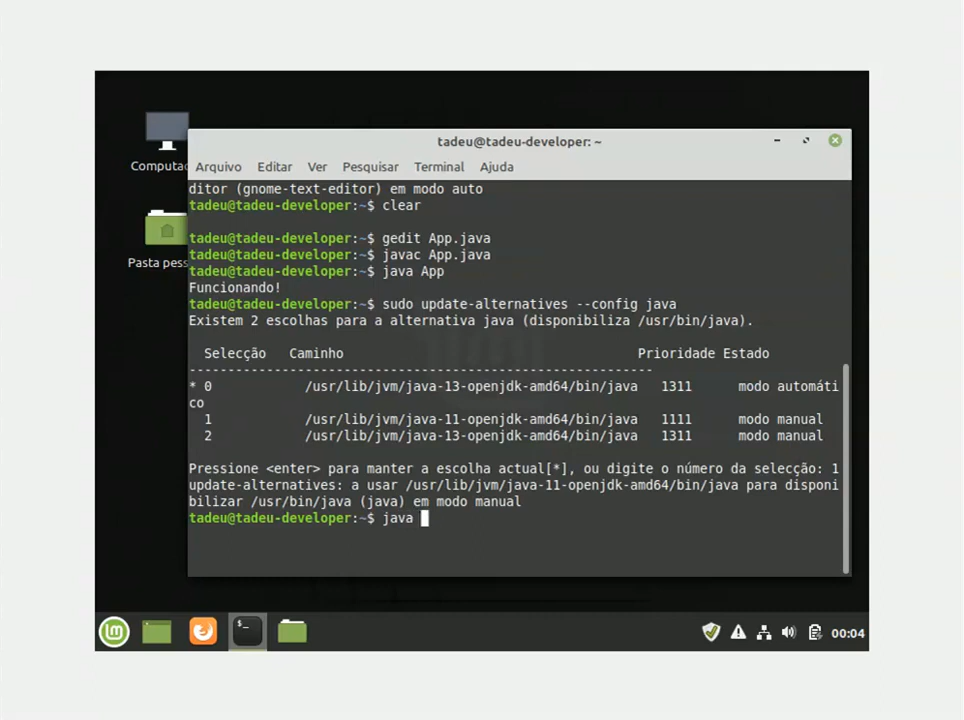 tadeu@tadeu-developer: ~
Arquivo Editar Ver Pesquisar Terminal Ajuda
ditor (gnome-text-editor) em modo auto
tadeu@tadeu-developer:~$ clear
tadeu@tadeu-developer:~$ gedit App.java
tadeu@tadeu-developer:~$ javac App.java
tadeu@tadeu-developer:~$ java App
Funcionando!
tadeu@tadeu-developer:~$ sudo update-alternatives --config java
Existem 2 escolhas para a alternativa java (disponibiliza /usr/bin/java).
Selecção Caminho Prioridade Estado
------------------------------------------------------------
* 0 /usr/lib/jvm/java-13-openjdk-amd64/bin/java 1311 modo automáti
co
1 /usr/lib/jvm/java-11-openjdk-amd64/bin/java 1111 modo manual
2 /usr/lib/jvm/java-13-openjdk-amd64/bin/java 1311 modo manual
Pressione <enter> para manter a escolha actual[*], ou digite o número da selecção: 1
update-alternatives: a usar /usr/lib/jvm/java-11-openjdk-amd64/bin/java para disponi
bilizar /usr/bin/java (java) em modo manual
tadeu@tadeu-developer:~$ java
Computa
Pasta pes
$_
00:04